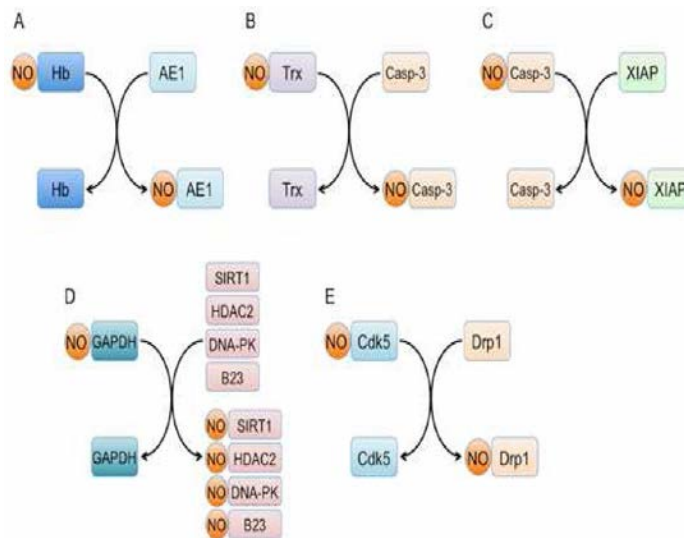 A
B
C
NO Hb
AE1
NO Trx
Casp-3
NO Casp-3
XIAP
Hb
NO AE1
Trx
NO Casp-3
Casp-3
NO XIAP
D
E
SIRT1
HDAC2
NO GAPDH
DNA-PK
NO Cdk5
Drp1
B23
NO SIRT1
GAPDH
NO HDAC2
Cdk5
NO Drp1
NO DNA-PK
NO B23